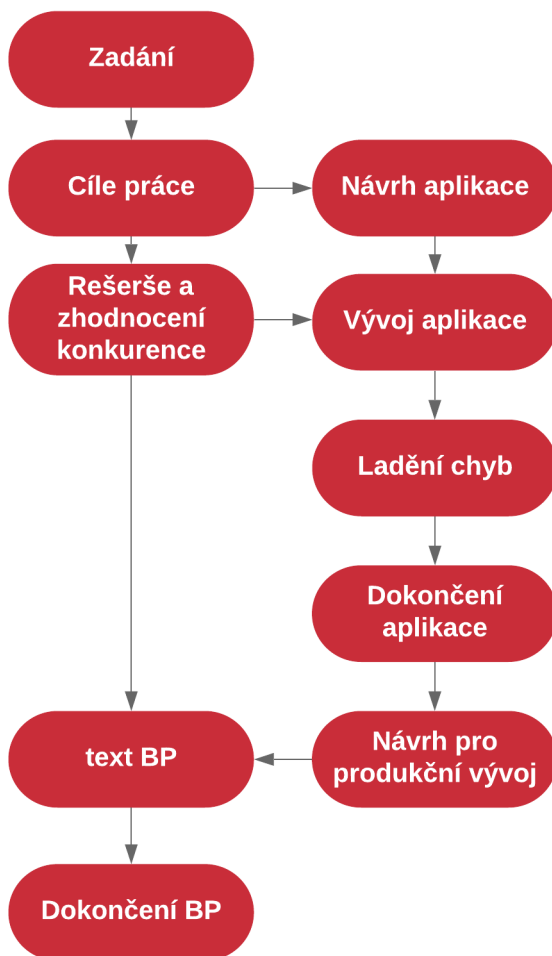 Zadání
Cíle práce
Návrh aplikace
Rešerše a
zhodnocení
konkurence
Vývoj aplikace
Ladění chyb
Dokončení
aplikace
text BP
Návrh pro
produkční vývoj
Dokončení BP